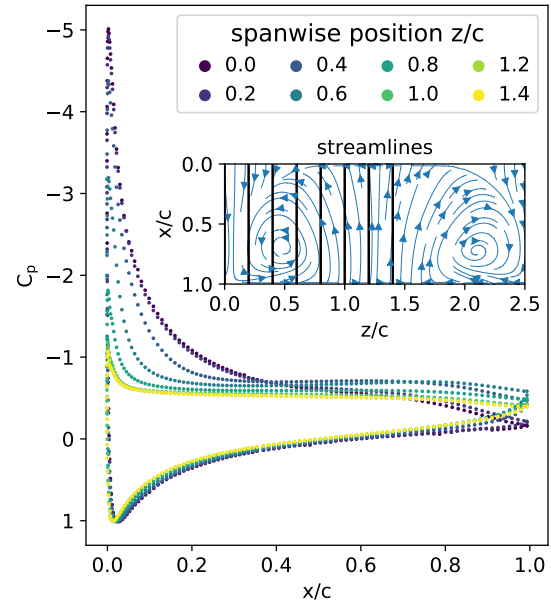 spanwise position z/c
0.0 0.4 0.8 1.2
0.2 0.6 1.0 1.4
streamlines
0.0
0.5
1.0
x/c
0.0 0.5 1.0 1.5 2.0 2.5
z/c
−5
−4
−3
−2
−1
0
1
Cp
0.0 0.2 0.4 0.6 0.8 1.0
x/c